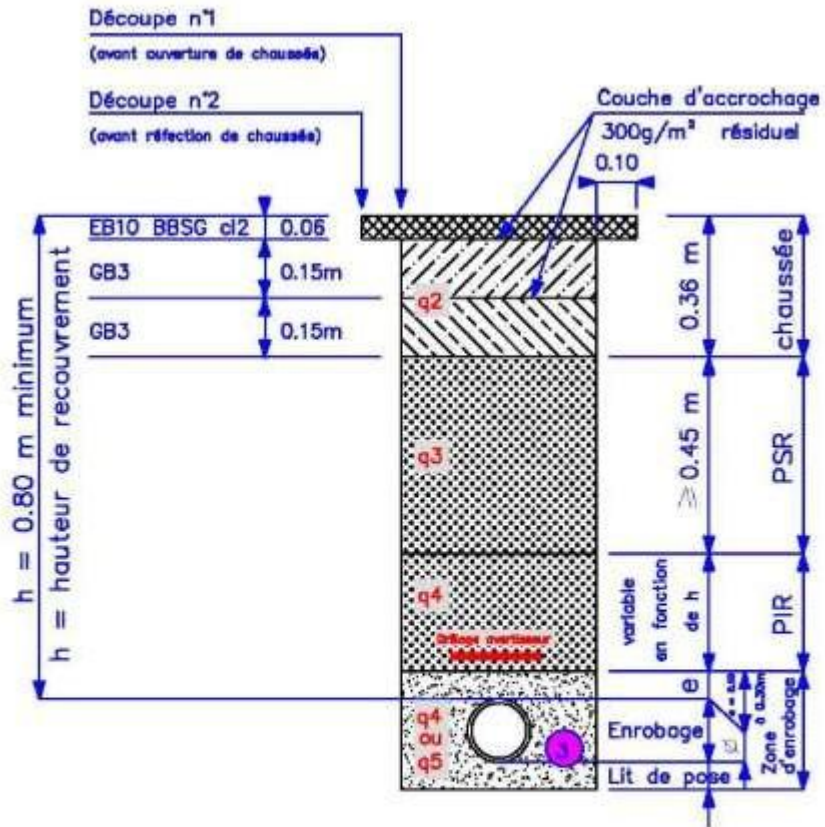 Découpe n°1
(avant ouverture de chaussée)
Découpe n°2
(avant réfection de chaussée)
Couche d'accrochage
300g/m² résiduel
0.10
EB10 BBSG cl2 0.06
GB3 0.15m
GB3 0.15m
q2
0.36 m
chaussée
h = 0.80 m minimum
h = hauteur de recouvrement
q3
≥ 0.45 m
PSR
q4
Grillage avertisseur
variable
en fonction
de h
PIR
e
q4
ou
q5
3
Enrobage
Ø
Zone
d'enrobage
Lit de pose